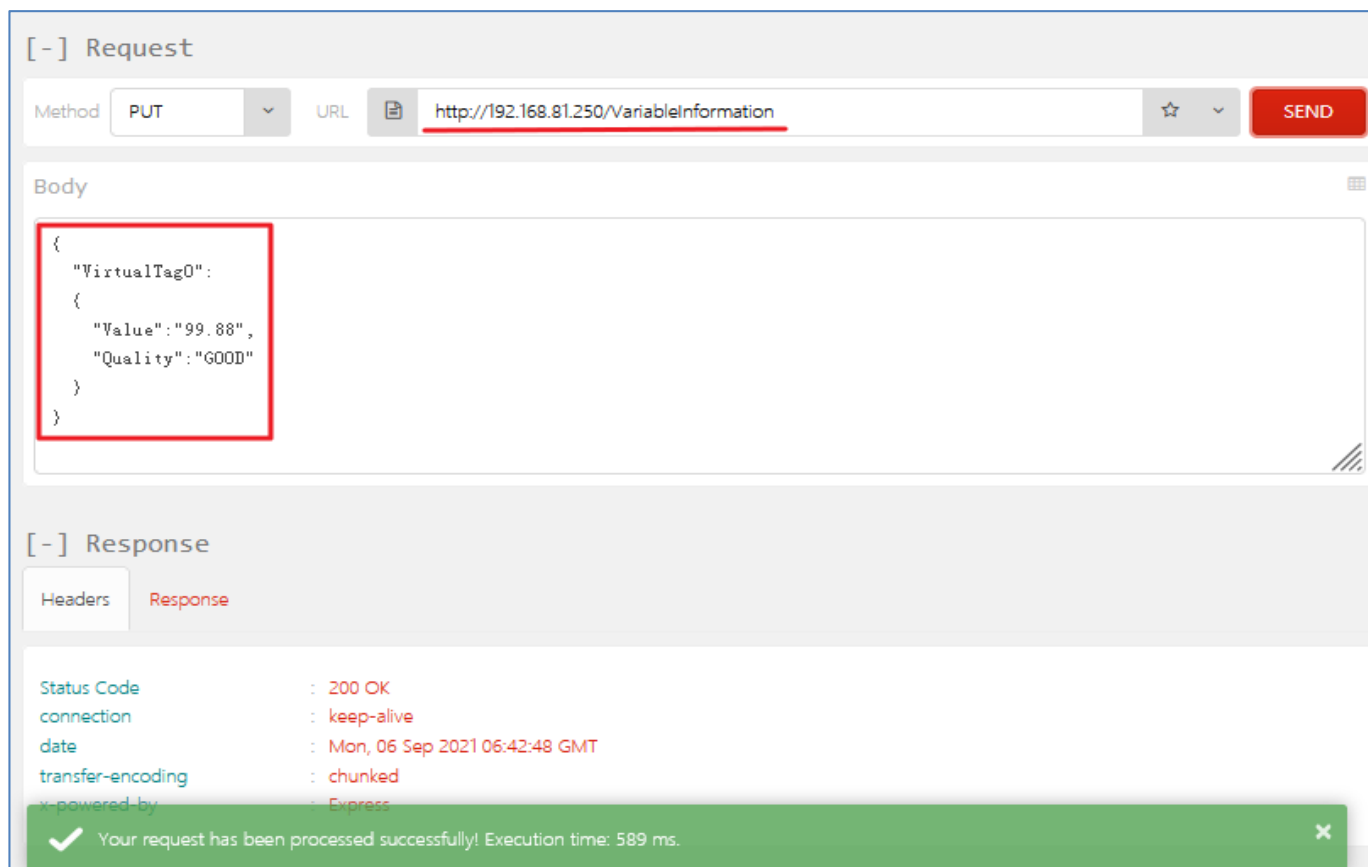 [-] Request
Method PUT URL http://192.168.81.250/VariableInformation SEND
Body
{
"VirtualTag0":
{
"Value":"99.88",
"Quality":"GOOD"
}
}
[-] Response
Headers Response
Status Code : 200 OK
connection : keep-alive
date : Mon, 06 Sep 2021 06:42:48 GMT
transfer-encoding : chunked
x-powered-by : Express
Your request has been processed successfully! Execution time: 589 ms.